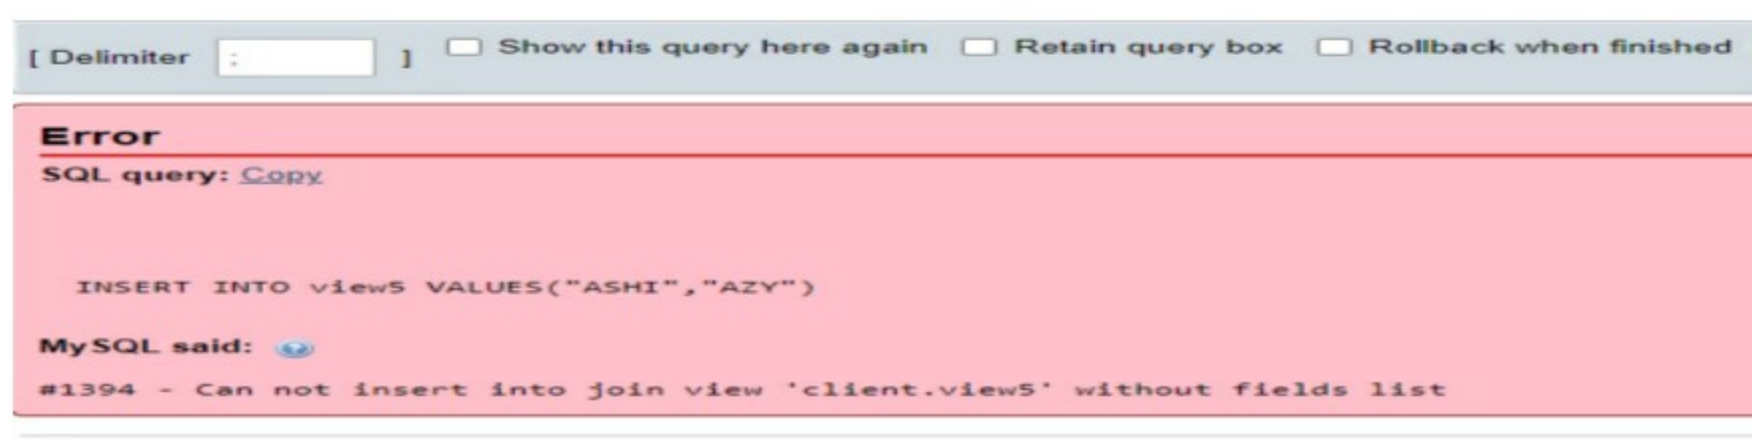 [ Delimiter ; ] Show this query here again Retain query box Rollback when finished
Error
SQL query: Copy
INSERT INTO view5 VALUES("ASHI","AZY")
MySQL said:
#1394 - Can not insert into join view 'client.view5' without fields list